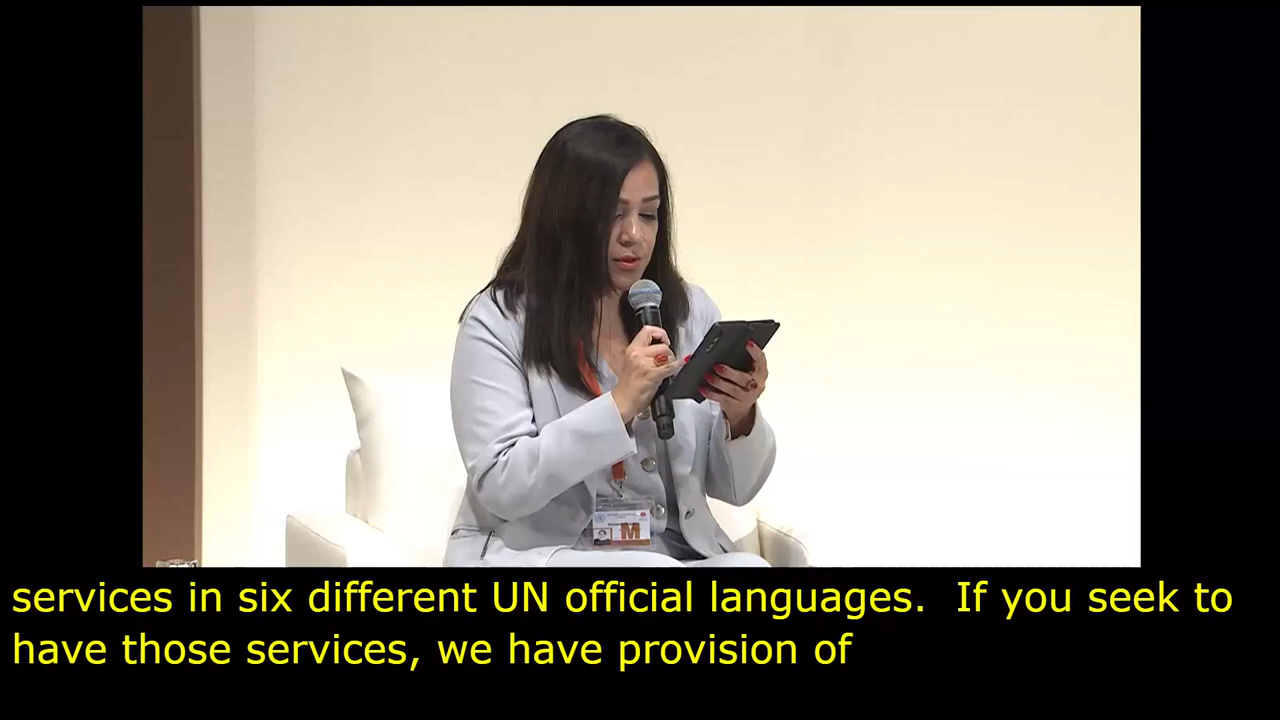 M
services in six different UN official languages.  If you seek to
have those services, we have provision of